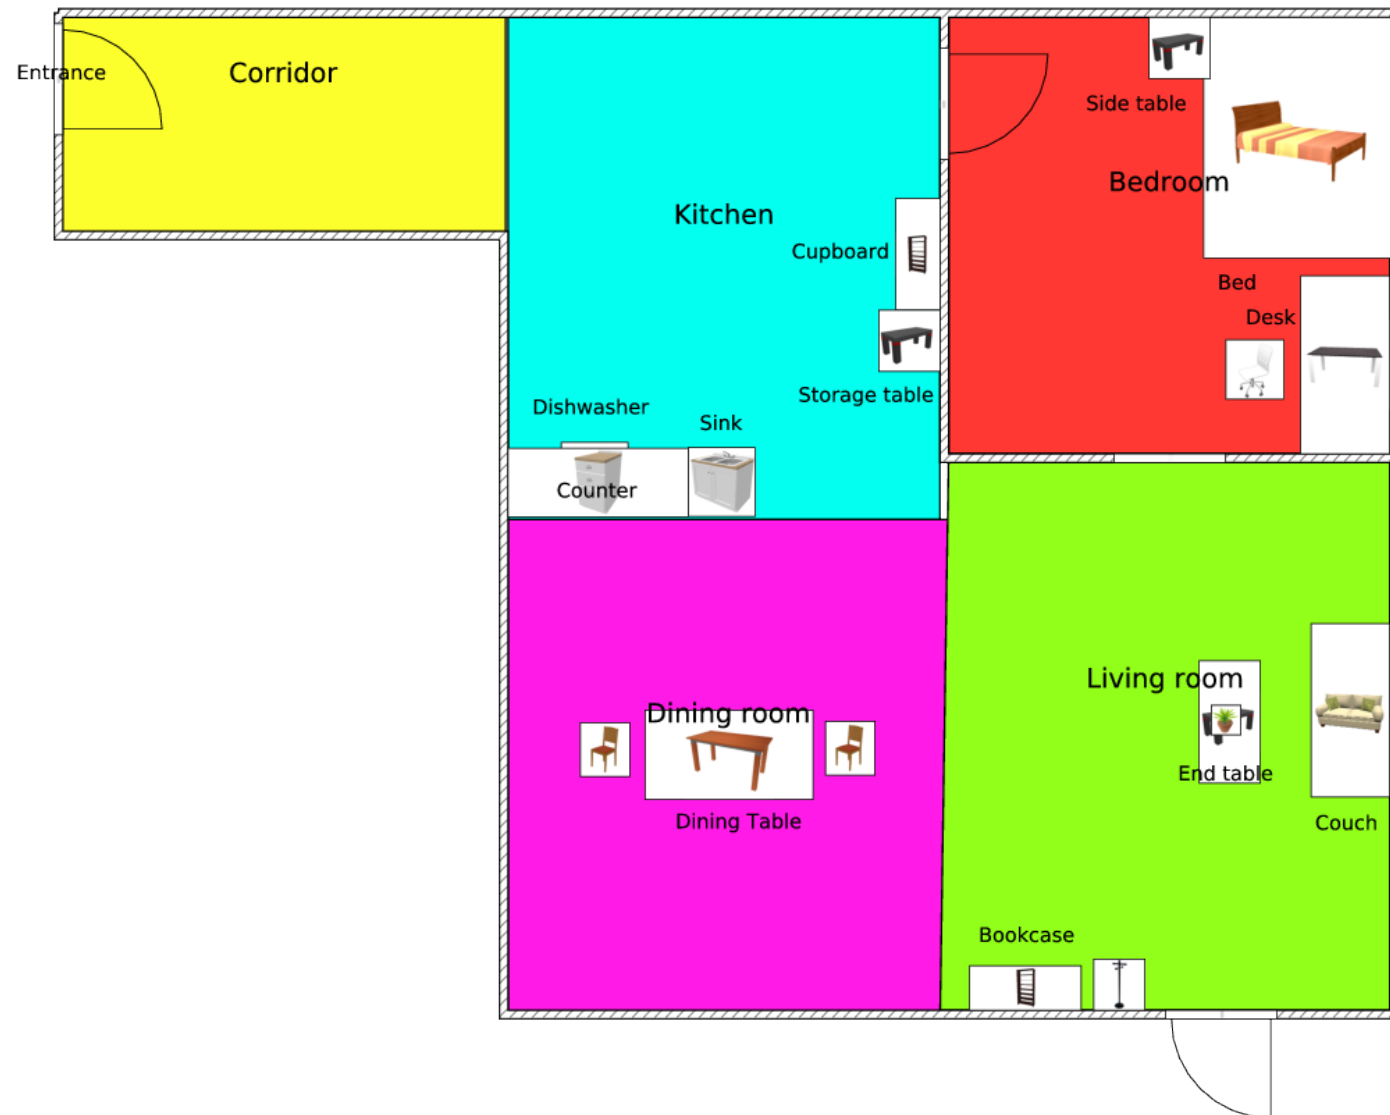 Entrance
Corridor
Kitchen
Cupboard
Storage table
Dishwasher
Sink
Counter
Side table
Bedroom
Bed
Desk
Dining room
Dining Table
Living room
End table
Couch
Bookcase